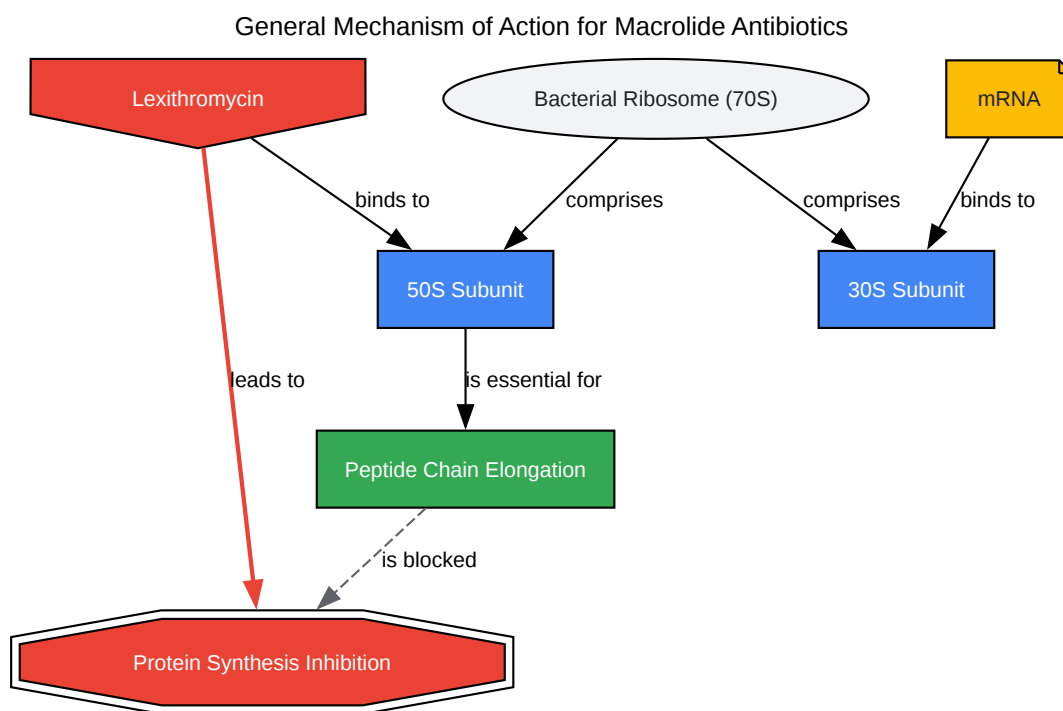 General Mechanism of Action for Macrolide Antibiotics
Lexithromycin
Bacterial Ribosome (70S)
mRNA
binds to
comprises
comprises
binds to
50S Subunit
30S Subunit
leads to
is essential for
Peptide Chain Elongation
is blocked
Protein Synthesis Inhibition